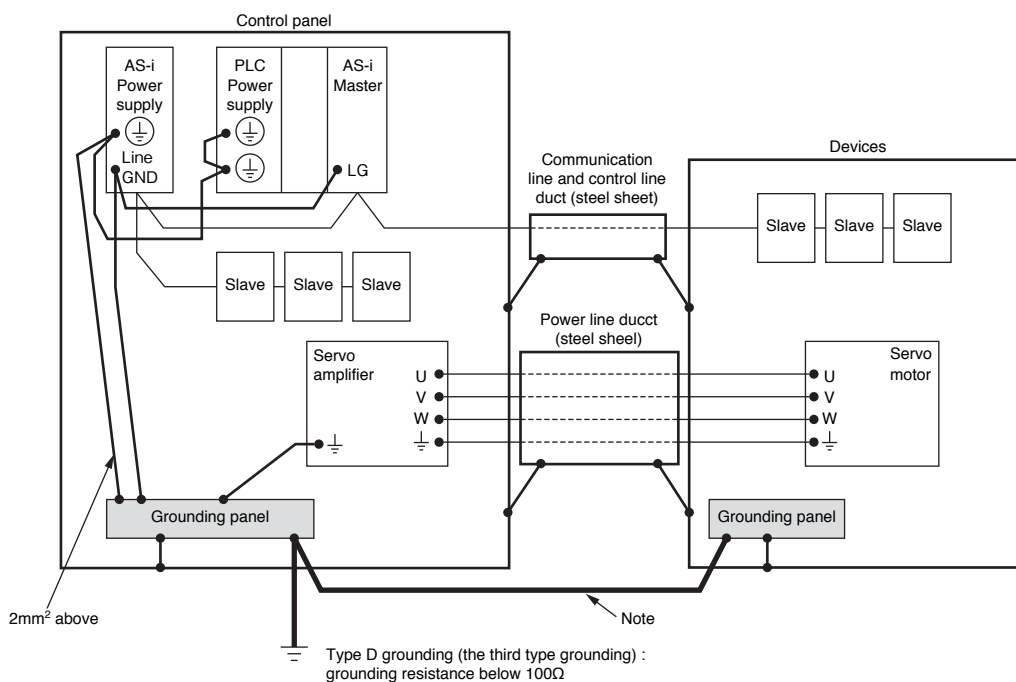 Control panel
AS-i
Power
supply
Line
GND
PLC
Power
supply
AS-i
Master
LG
Communication
line and control line
duct (steel sheet)
Devices
Slave
Slave
Slave
Slave
Slave
Slave
Power line ducct
(steel sheel)
Servo
amplifier
U
V
W
Servo
motor
U
V
W
Grounding panel
Grounding panel
2mm² above
Note
Type D grounding (the third type grounding) :
grounding resistance below 100Ω